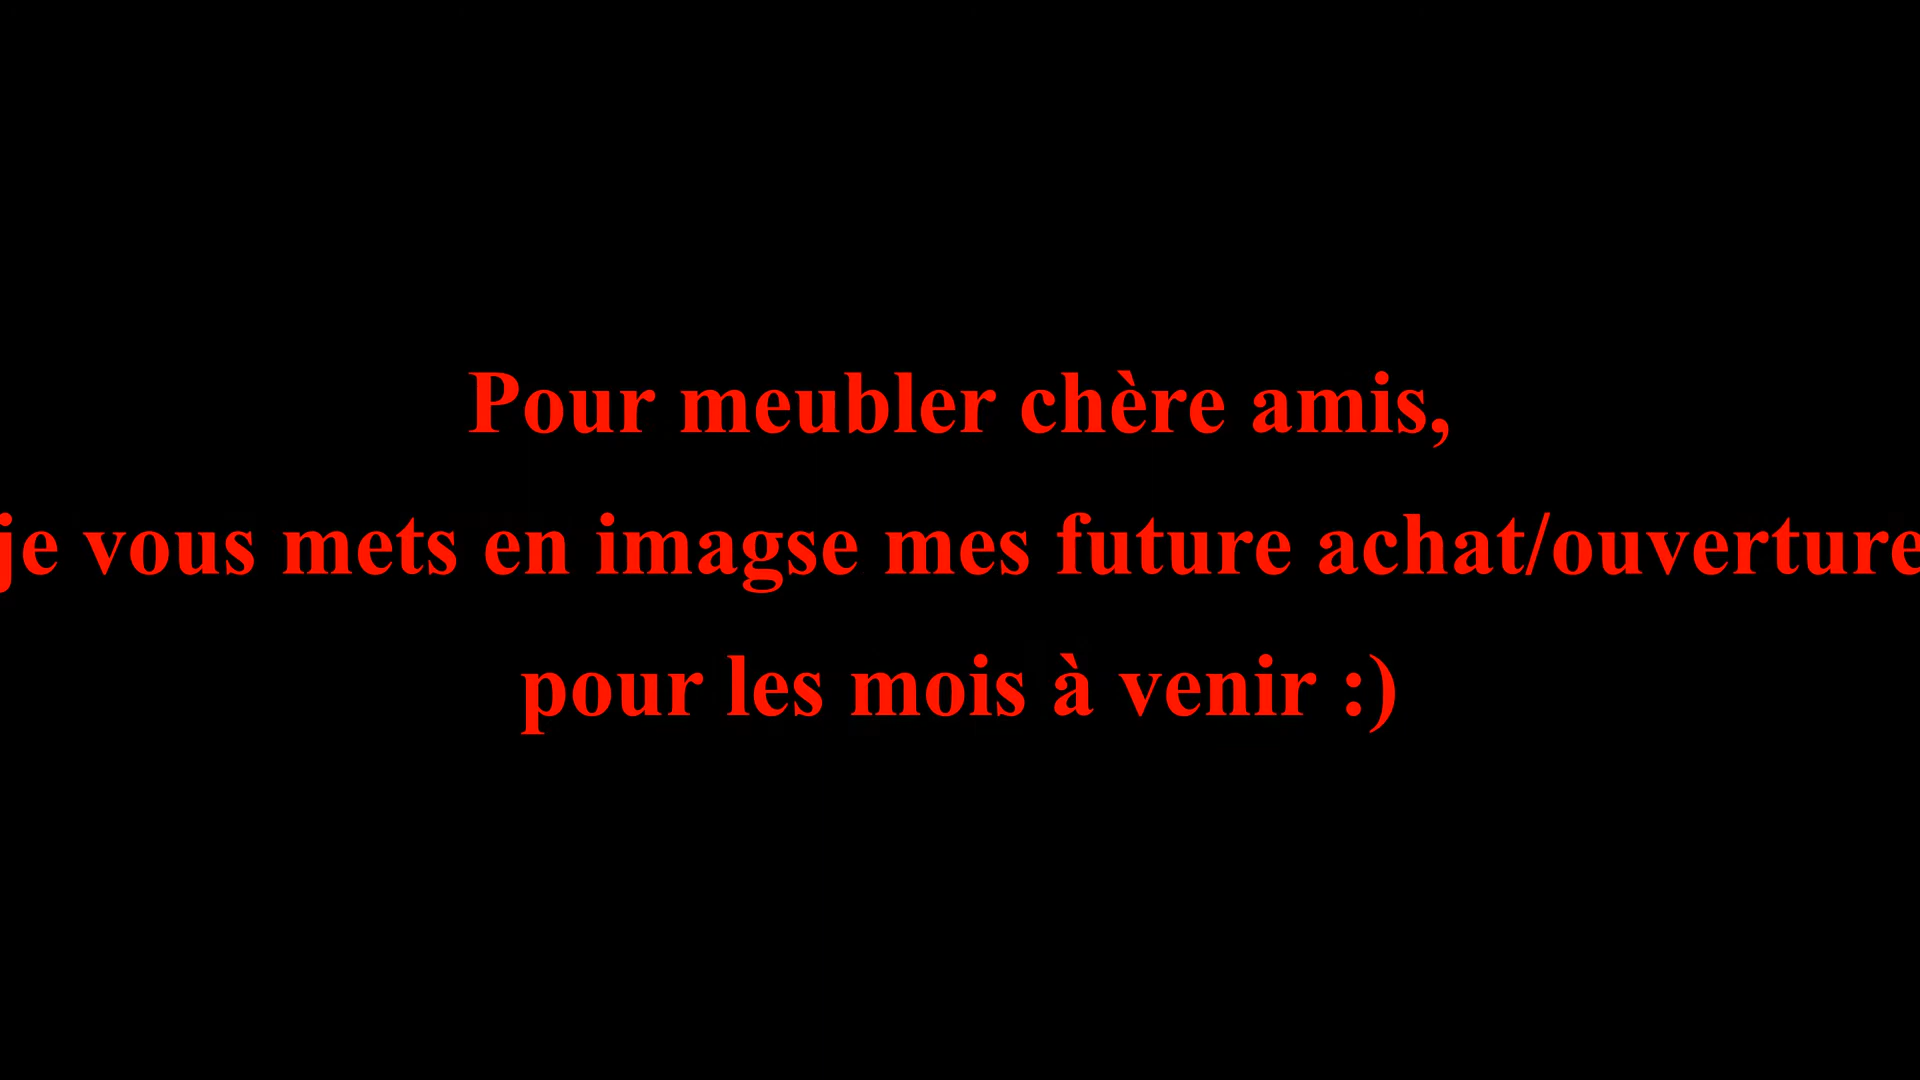 Pour meubler chère amis,
je vous mets en imagse mes future achat/ouverture
pour les mois à venir :)